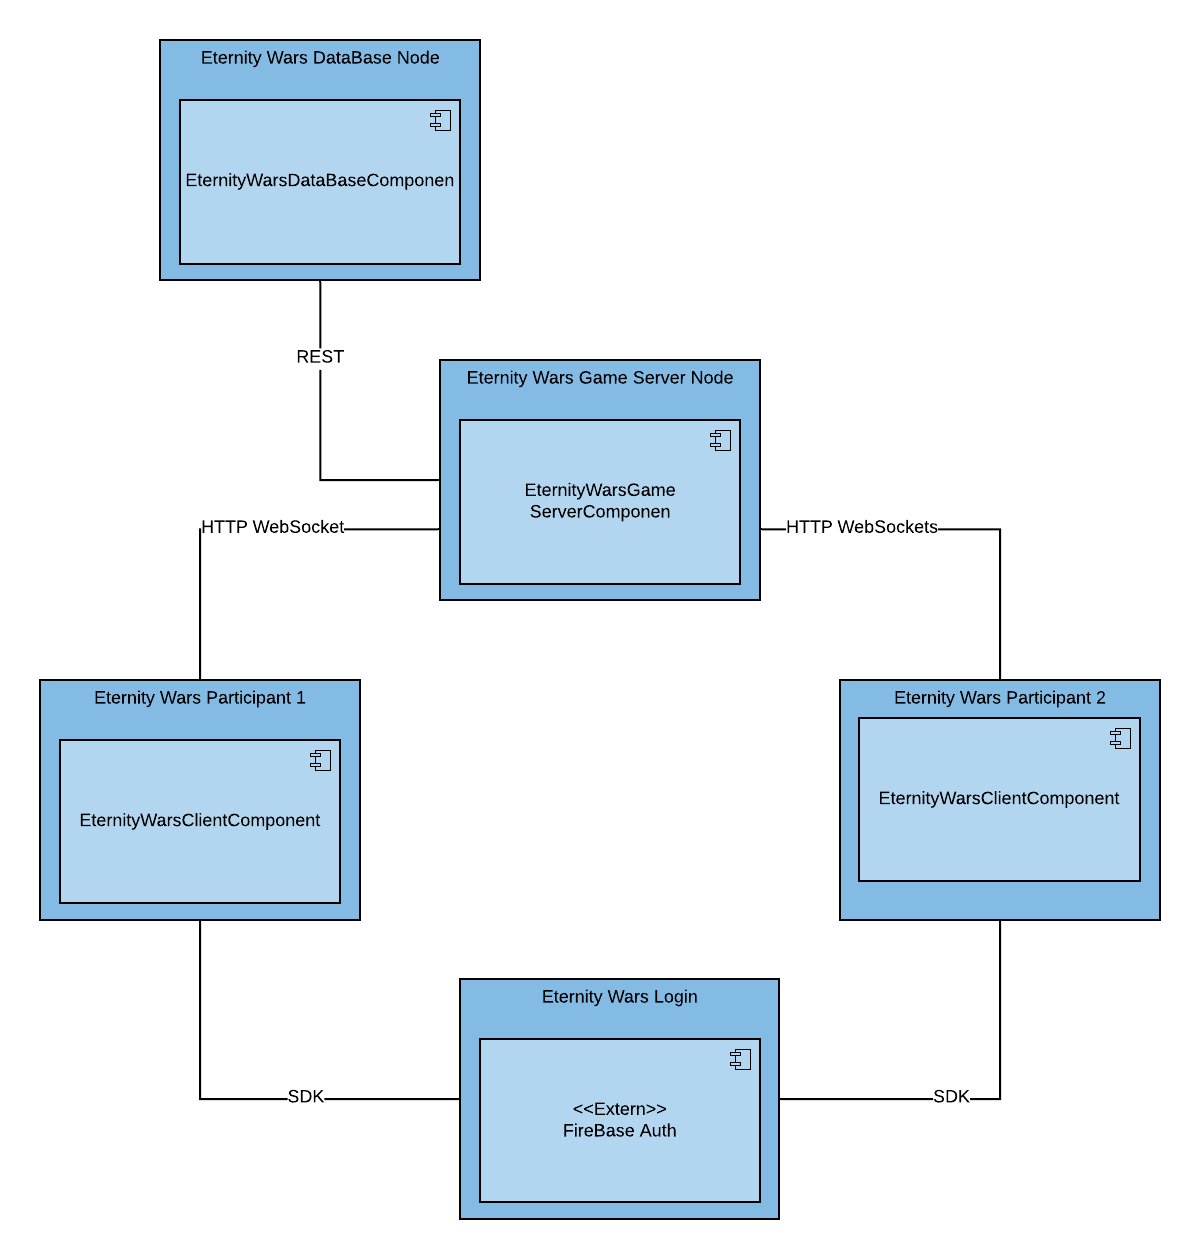 Eternity Wars DataBase Node
EternityWarsDataBaseComponen
REST
Eternity Wars Game Server Node
EternityWarsGame
ServerComponen
HTTP WebSocket
HTTP WebSockets
Eternity Wars Participant 1
EternityWarsClientComponent
Eternity Wars Participant 2
EternityWarsClientComponent
Eternity Wars Login
SDK
SDK
<<Extern>>
FireBase Auth